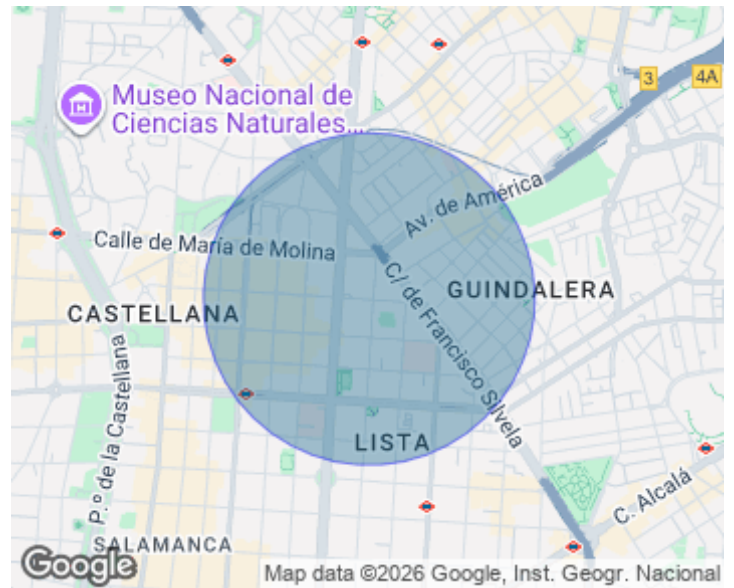 3
4A
Museo Nacional de
Ciencias Naturales...
Av. de América
Calle de María de Molina
C/ de Francisco Silvela
GUINDALERA
CASTELLANA
P.º de la Castellana
LISTA
C. Alcalá
SALAMANCA
Google
Map data ©2026 Google, Inst. Geogr. Nacional